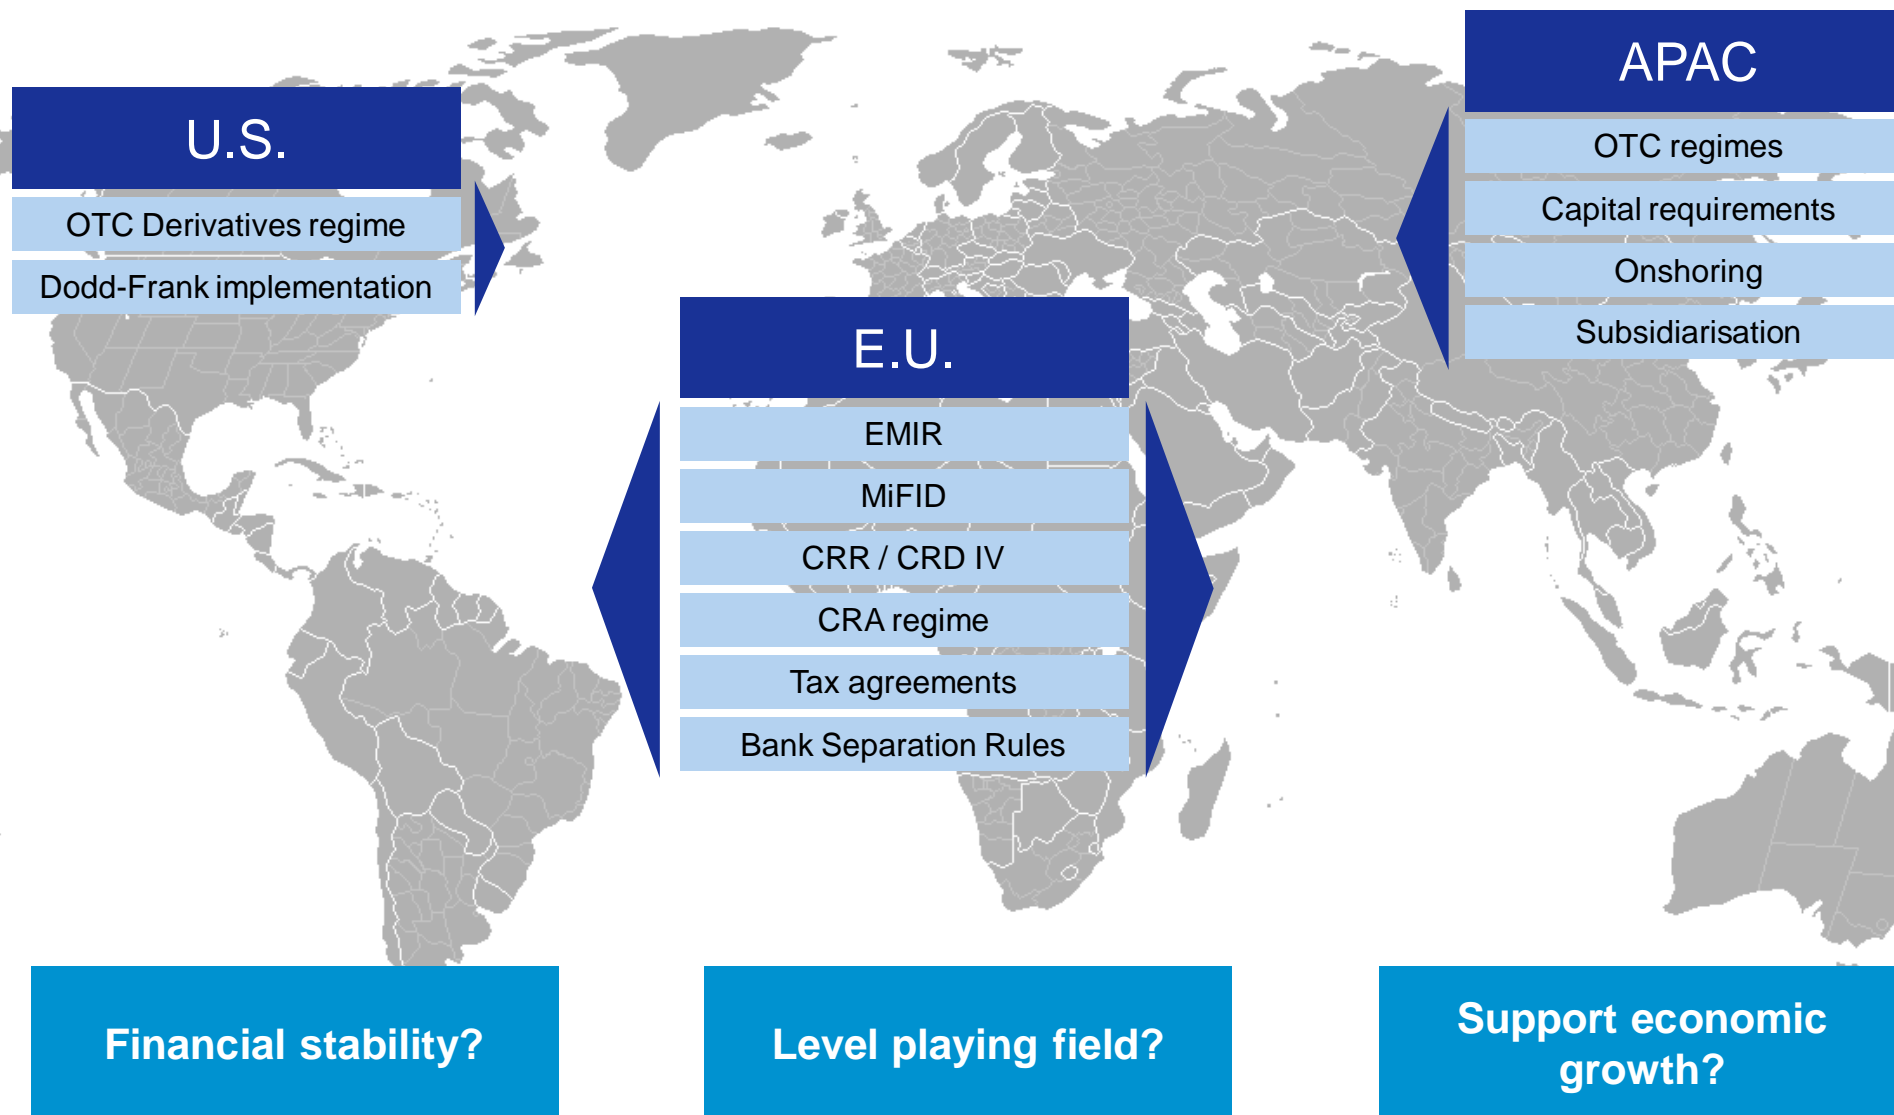 U.S.
OTC Derivatives regime
Dodd-Frank implementation
E.U.
EMIR
MiFID
CRR / CRD IV
CRA regime
Tax agreements
Bank Separation Rules
APAC
OTC regimes
Capital requirements
Onshoring
Subsidiarisation
Financial stability?
Level playing field?
Support economic
growth?